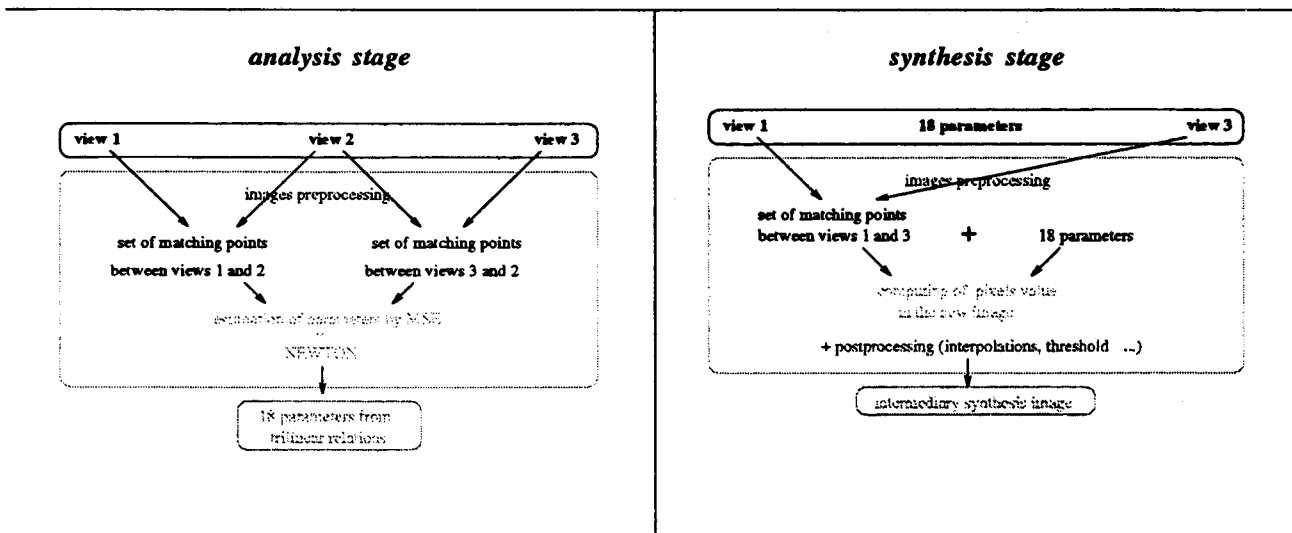 analysis stage
view 1 view 2 view 3
images preprocessing
set of matching points
between views 1 and 2
set of matching points
between views 3 and 2
estimation of parameters by MSE
NEWTON
18 parameters from
trilinear relations
synthesis stage
view 1 18 parameters view 3
images preprocessing
set of matching points
between views 1 and 3
+
18 parameters
computing of pixels value
in the new image
+ postprocessing (interpolations, threshold ...)
intermediary synthesis image